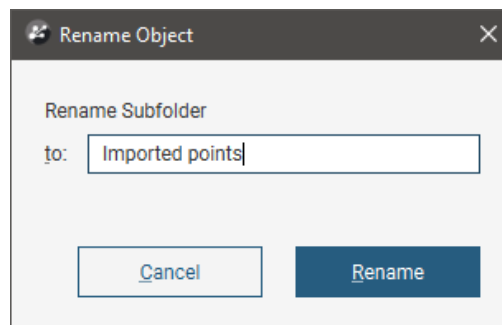 Rename Object
Rename Subfolder
to: Imported points
Cancel Rename